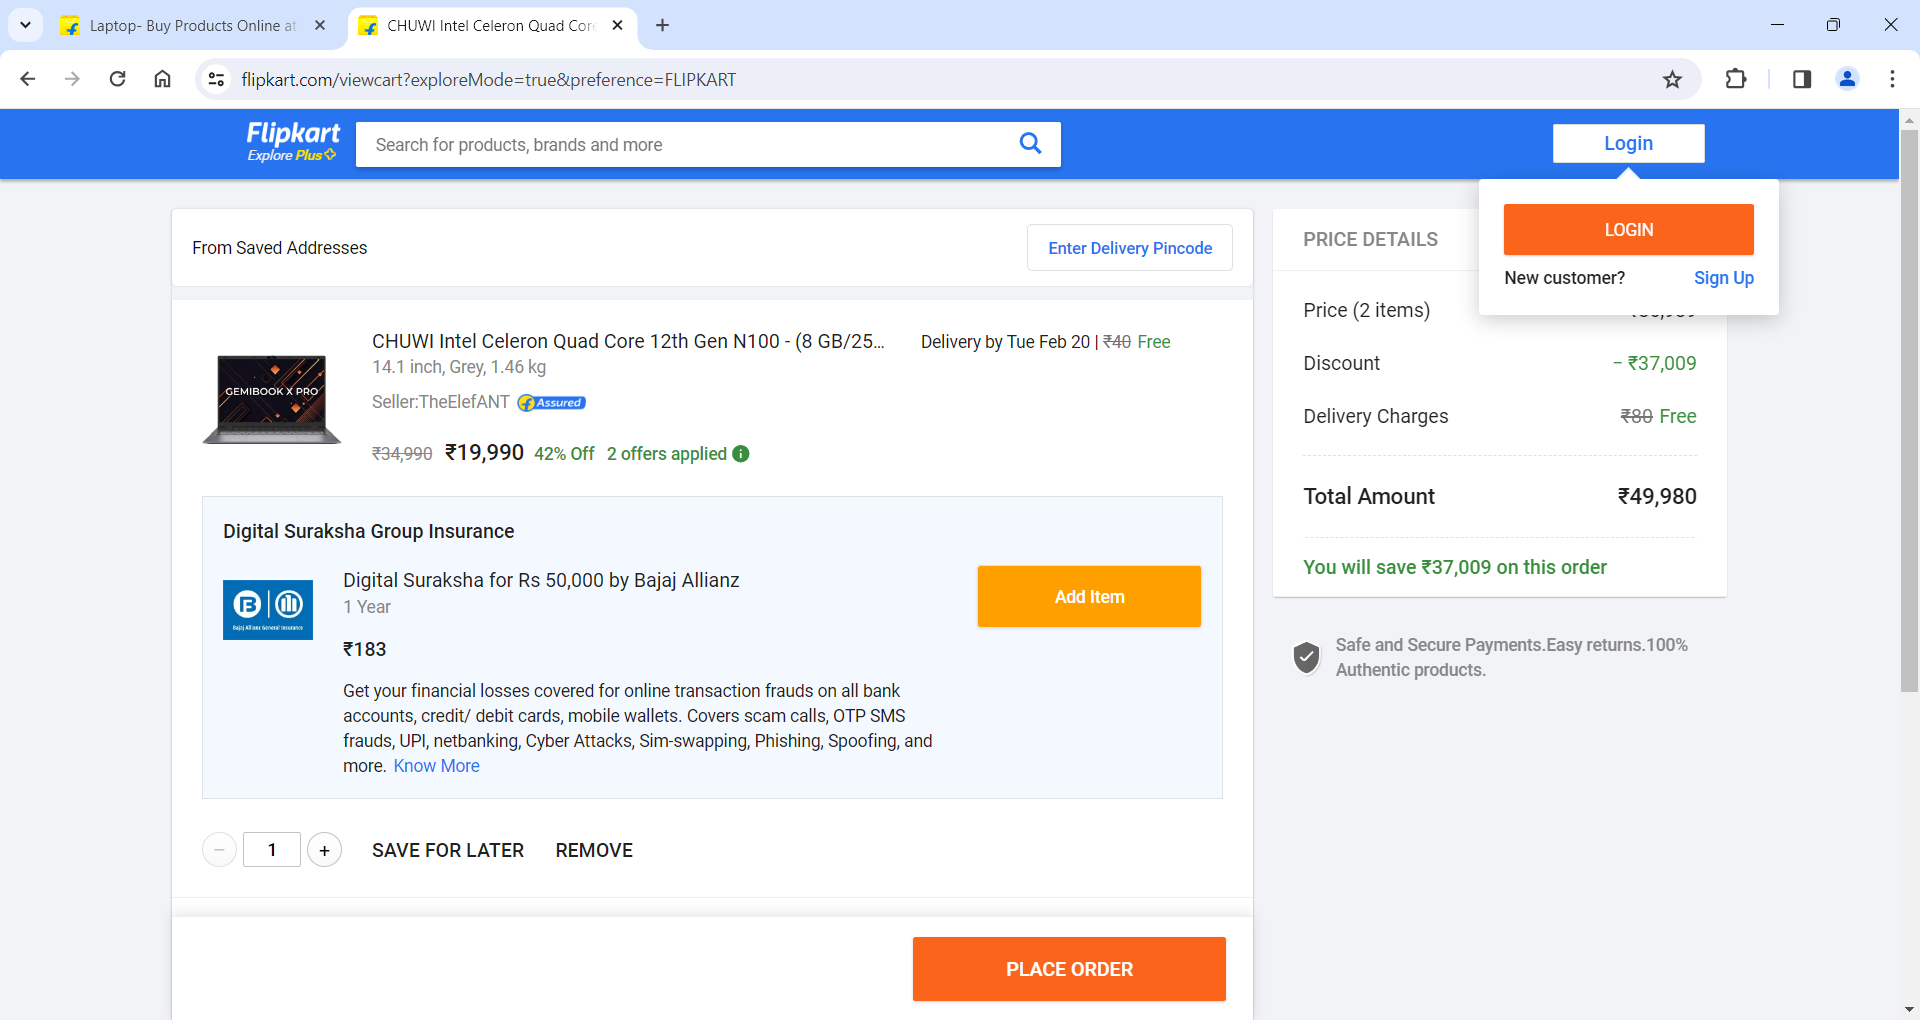 Laptop- Buy Products Online at
CHUWI Intel Celeron Quad Core
flipkart.com/viewcart?exploreMode=true&preference=FLIPKART
Flipkart
Explore Plus
Search for products, brands and more
Login
LOGIN
New customer? Sign Up
From Saved Addresses
Enter Delivery Pincode
CHUWI Intel Celeron Quad Core 12th Gen N100 - (8 GB/25...
14.1 inch, Grey, 1.46 kg
Seller:TheElefANT
Assured
₹34,990 ₹19,990 42% Off 2 offers applied
Delivery by Tue Feb 20 | ₹40 Free
GEMIBOOK X PRO
Digital Suraksha Group Insurance
Digital Suraksha for Rs 50,000 by Bajaj Allianz
1 Year
₹183
Bajaj Allianz General Insurance
Add Item
Get your financial losses covered for online transaction frauds on all bank
accounts, credit/ debit cards, mobile wallets. Covers scam calls, OTP SMS
frauds, UPI, netbanking, Cyber Attacks, Sim-swapping, Phishing, Spoofing, and
more. Know More
1
SAVE FOR LATER
REMOVE
PLACE ORDER
PRICE DETAILS
Price (2 items)
Discount − ₹37,009
Delivery Charges ₹80 Free
Total Amount ₹49,980
You will save ₹37,009 on this order
Safe and Secure Payments.Easy returns.100%
Authentic products.